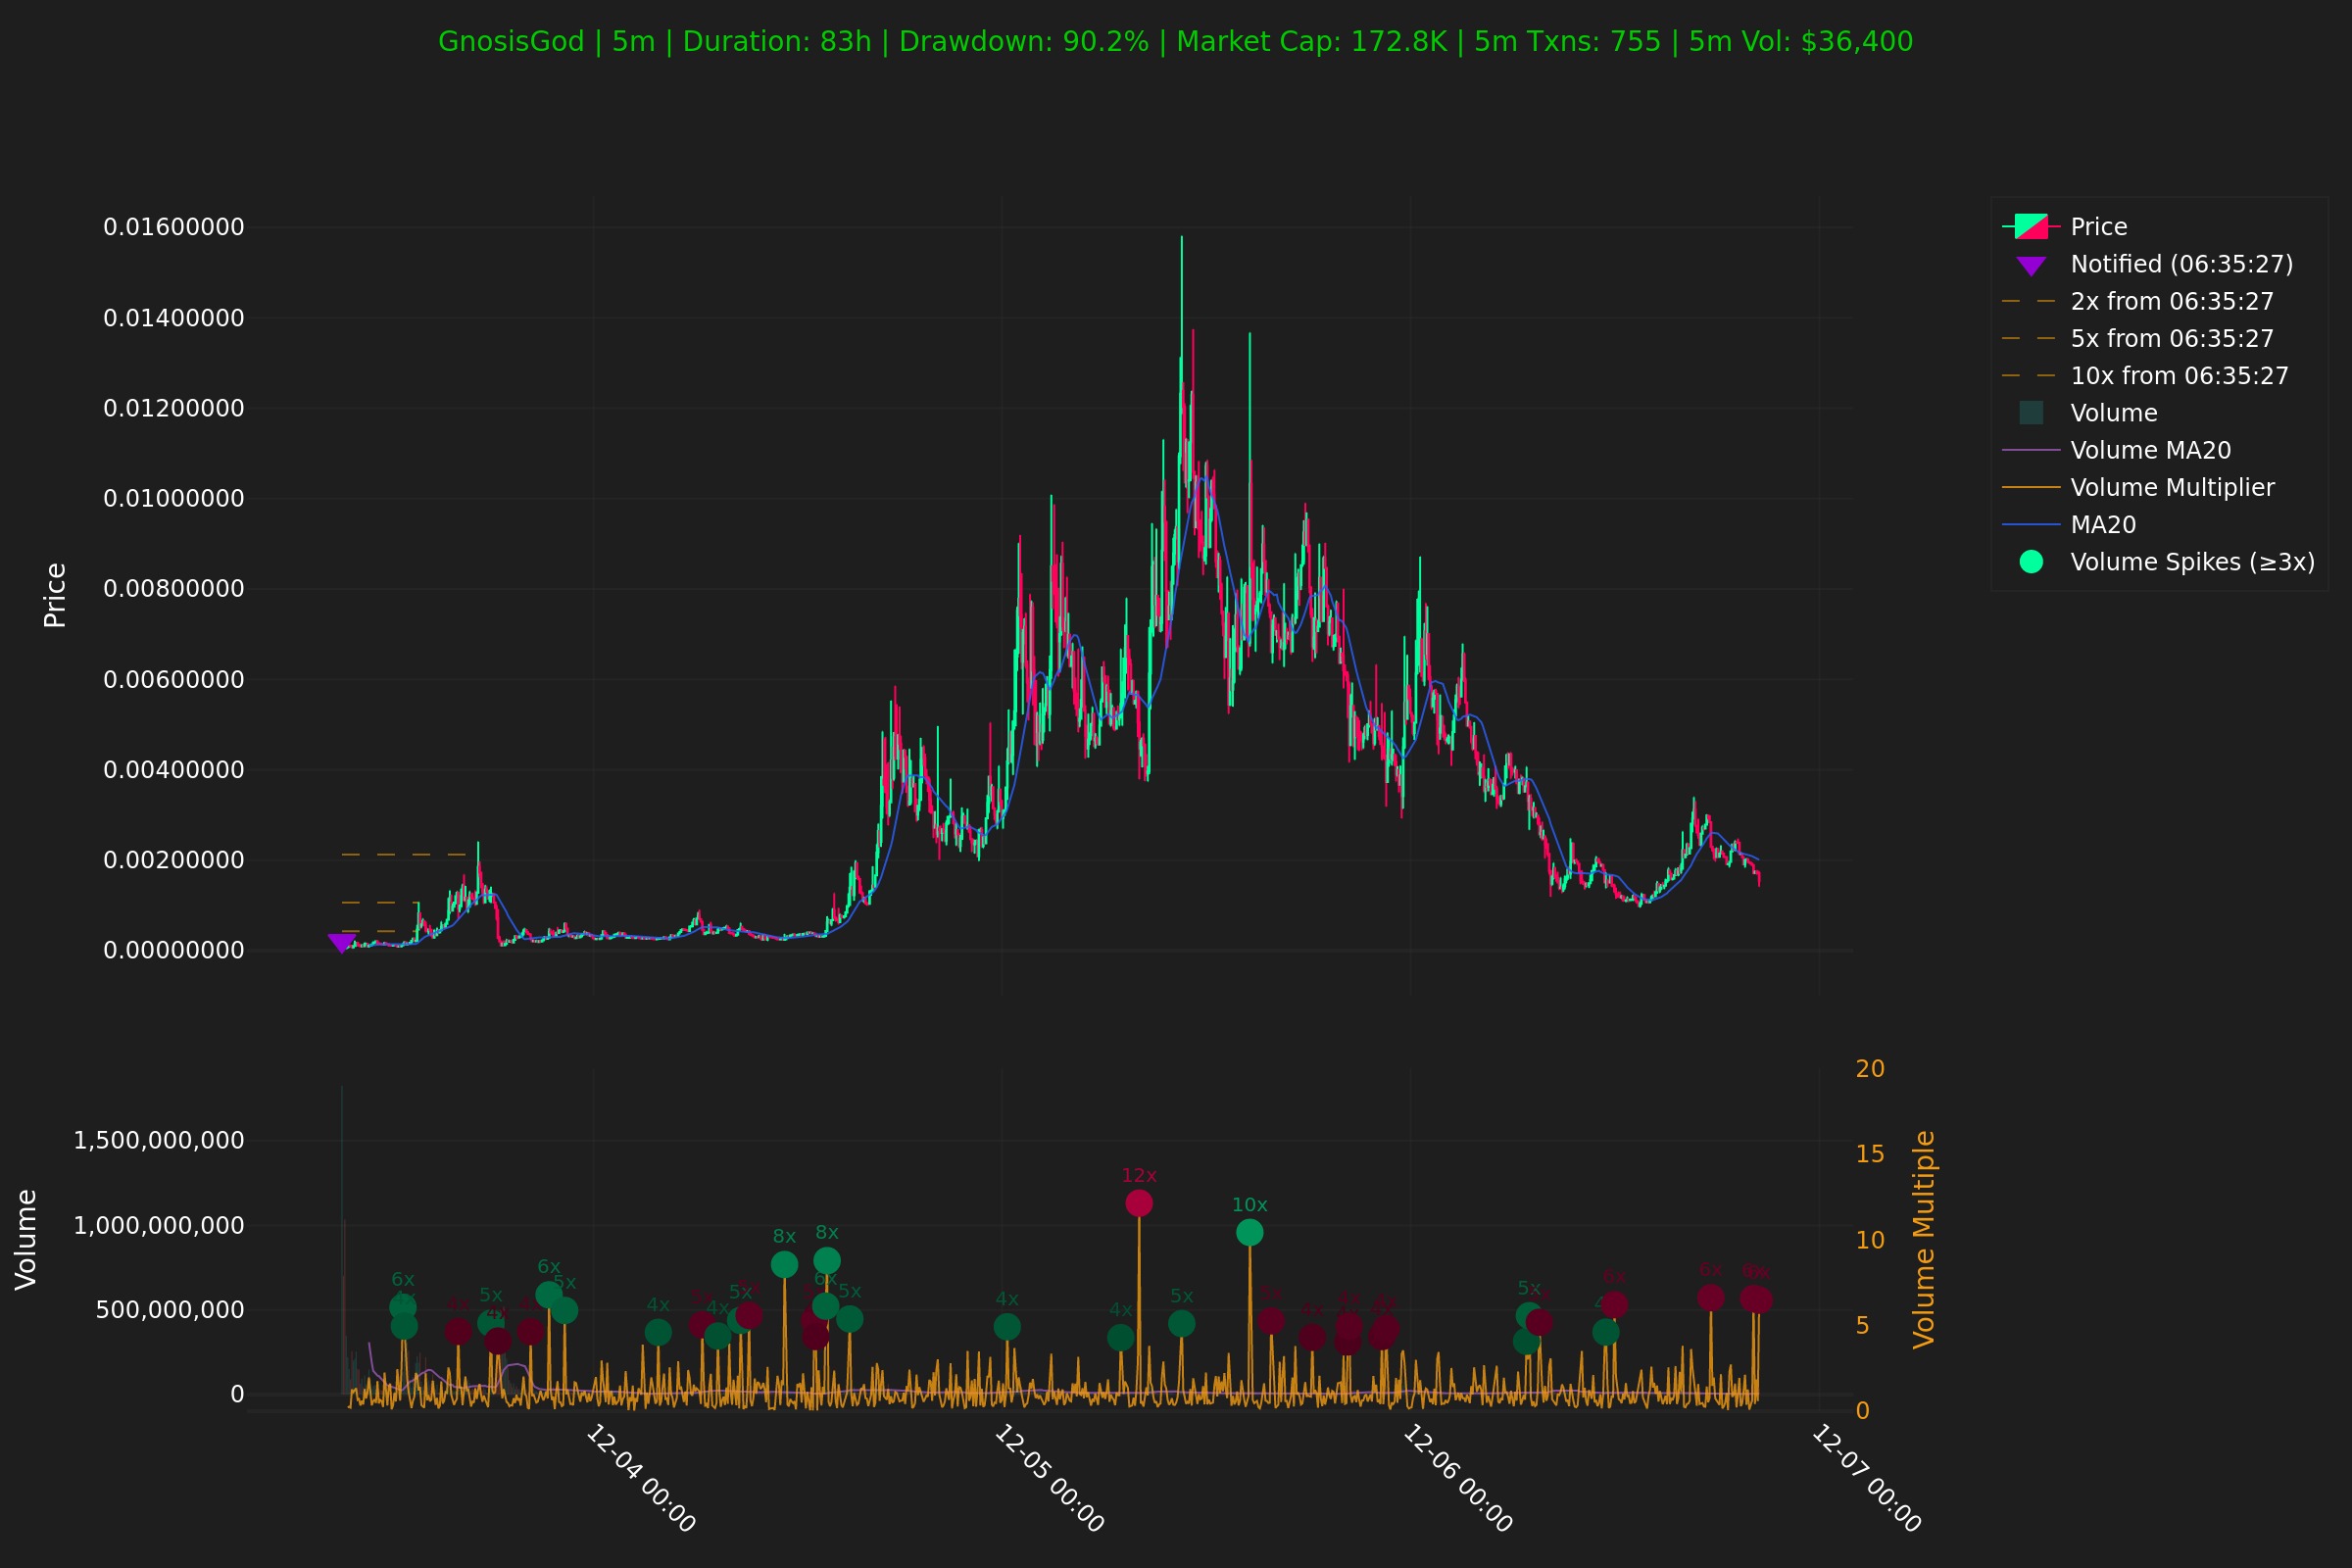 GnosisGod | 5m | Duration: 83h | Drawdown: 90.2% | Market Cap: 172.8K | 5m Txns: 755 | 5m Vol: $36,400
Price
0.01600000
0.01400000
0.01200000
0.01000000
0.00800000
0.00600000
0.00400000
0.00200000
0.00000000
Price
Notified (06:35:27)
2x from 06:35:27
5x from 06:35:27
10x from 06:35:27
Volume
Volume MA20
Volume Multiplier
MA20
Volume Spikes (≥3x)
Volume
1,500,000,000
1,000,000,000
500,000,000
0
6x
4x
5x
4x
4x
6x
5x
4x
4x
5x
8x
8x
6x
5x
4x
4x
12x
5x
10x
5x
4x
5x
6x
6x
20
15
10
5
0
Volume Multiple
12-04 00:00
12-05 00:00
12-06 00:00
12-07 00:00